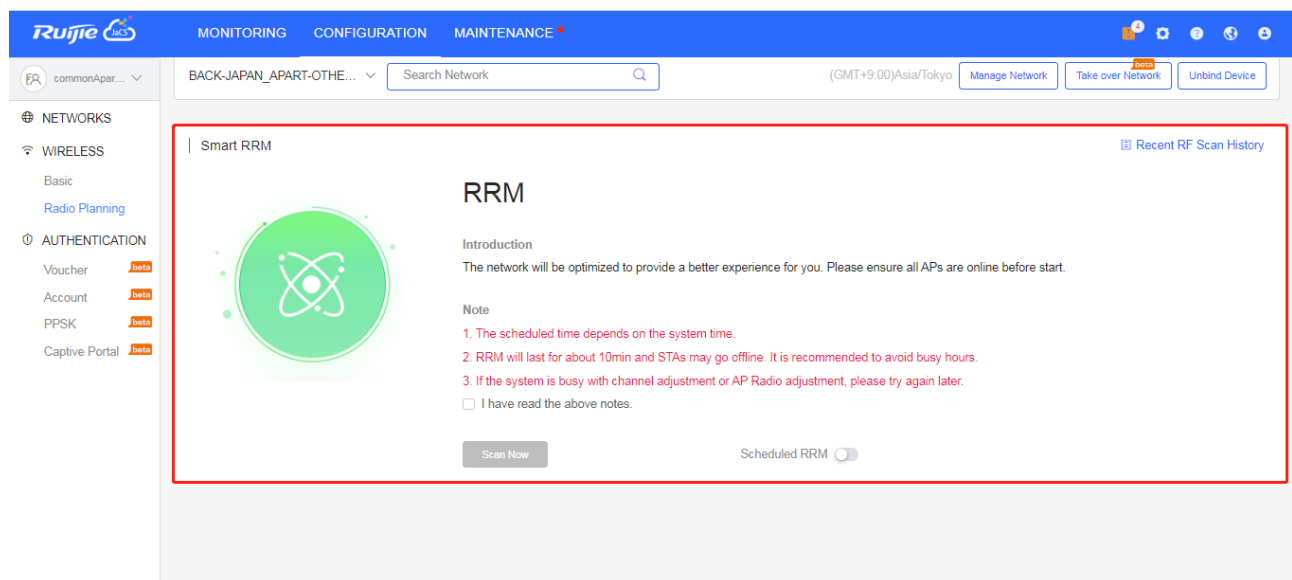 Ruijie JaCS MONITORING CONFIGURATION MAINTENANCE 4
commonApar... BACK-JAPAN_APART-OTHE... Search Network (GMT+9:00)Asia/Tokyo Manage Network Take over Network beta Unbind Device
NETWORKS
WIRELESS
Basic
Radio Planning
AUTHENTICATION
Voucher beta
Account beta
PPSK beta
Captive Portal beta
Smart RRM Recent RF Scan History
RRM
Introduction
The network will be optimized to provide a better experience for you. Please ensure all APs are online before start.
Note
1. The scheduled time depends on the system time.
2. RRM will last for about 10min and STAs may go offline. It is recommended to avoid busy hours.
3. If the system is busy with channel adjustment or AP Radio adjustment, please try again later.
I have read the above notes.
Scan Now Scheduled RRM